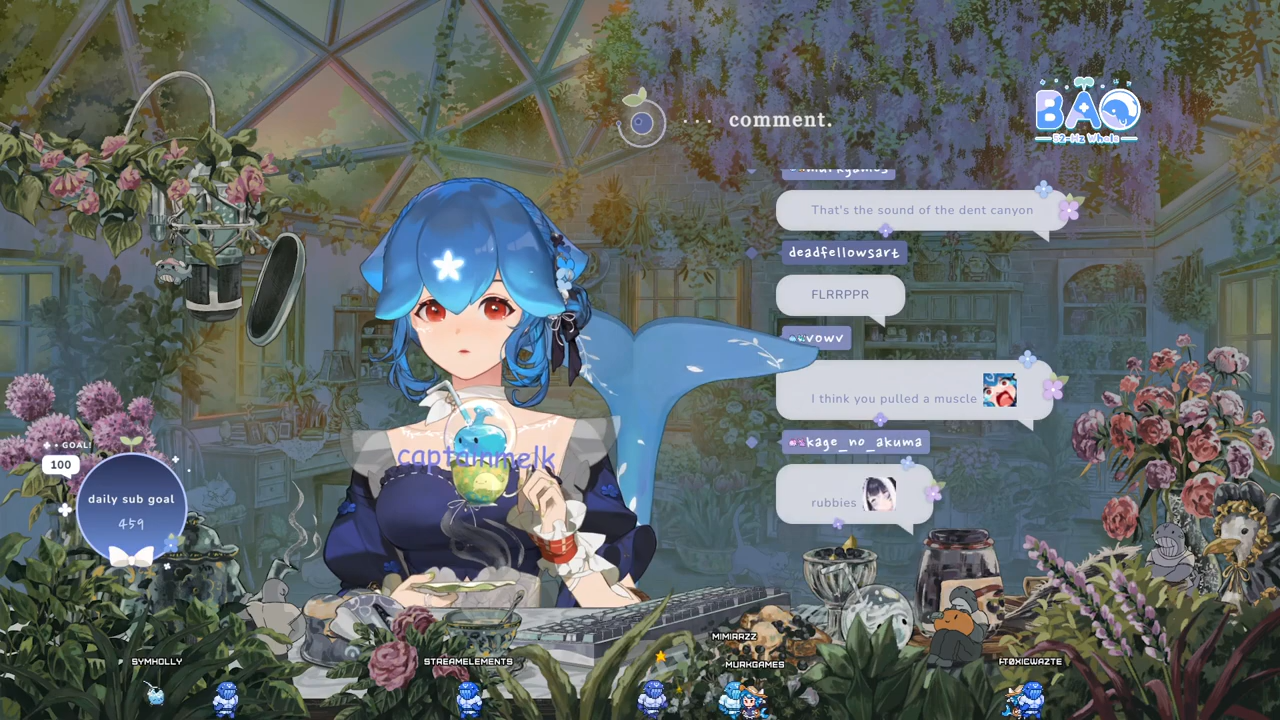 comment.
BAO
52-Hz Whale
murkgames
That's the sound of the dent canyon
deadfellowsart
FLRRPPR
vowv
I think you pulled a muscle
kage_no_akuma
rubbies
captainmelk
GOAL!
100
daily sub goal
459
MIMIRAZZ
SYMHOLLY
STREAMELEMENTS
MURKGAMES